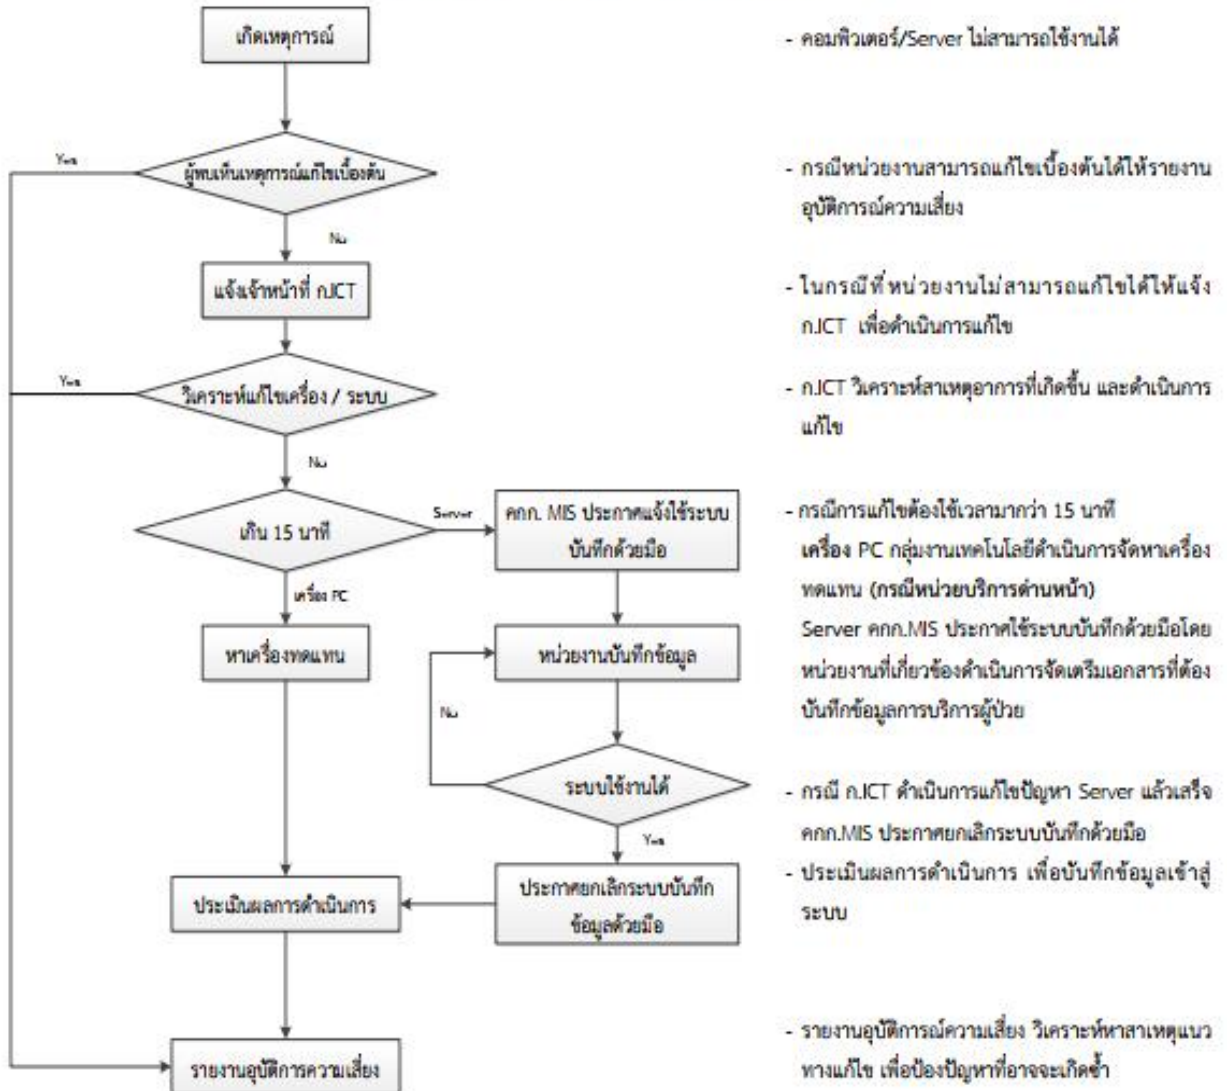 เกิดเหตุการณ์
- คอมพิวเตอร์/Server ไม่สามารถใช้งานได้
Yes
ผู้พบเห็นเหตุการณ์แก้ไขเบื้องต้น
- กรณีหน่วยงานสามารถแก้ไขเบื้องต้นได้ให้รายงาน
อุบัติการณ์ความเสี่ยง
No
แจ้งเจ้าหน้าที่ ก.ICT
- ในกรณีที่หน่วยงานไม่สามารถแก้ไขได้ให้แจ้ง
ก.ICT เพื่อดำเนินการแก้ไข
Yes
วิเคราะห์แก้ไขเครื่อง / ระบบ
- ก.ICT วิเคราะห์สาเหตุอาการที่เกิดขึ้น และดำเนินการ
แก้ไข
No
เกิน 15 นาที
Server
คกก. MIS ประกาศแจ้งใช้ระบบ
บันทึกด้วยมือ
- กรณีการแก้ไขต้องใช้เวลามากว่า 15 นาที
เครื่อง PC กลุ่มงานเทคโนโลยีดำเนินการจัดหาเครื่อง
ทดแทน (กรณีหน่วยบริการด่านหน้า)
Server คกก.MIS ประกาศใช้ระบบบันทึกด้วยมือโดย
หน่วยงานที่เกี่ยวข้องดำเนินการจัดเตรีมเอกสารที่ต้อง
บันทึกข้อมูลการบริการผู้ป่วย
เครื่อง PC
หาเครื่องทดแทน
หน่วยงานบันทึกข้อมูล
No
ระบบใช้งานได้
- กรณี ก.ICT ดำเนินการแก้ไขปัญหา Server แล้วเสร็จ
คกก.MIS ประกาศยกเลิกระบบบันทึกด้วยมือ
Yes
ประเมินผลการดำเนินการ
ประกาศยกเลิกระบบบันทึก
ข้อมูลด้วยมือ
- ประเมินผลการดำเนินการ เพื่อบันทึกข้อมูลเข้าสู่
ระบบ
รายงานอุบัติการความเสี่ยง
- รายงานอุบัติการณ์ความเสี่ยง วิเคราะห์หาสาเหตุแนว
ทางแก้ไข เพื่อป้องปัญหาที่อาจจะเกิดซ้ำ